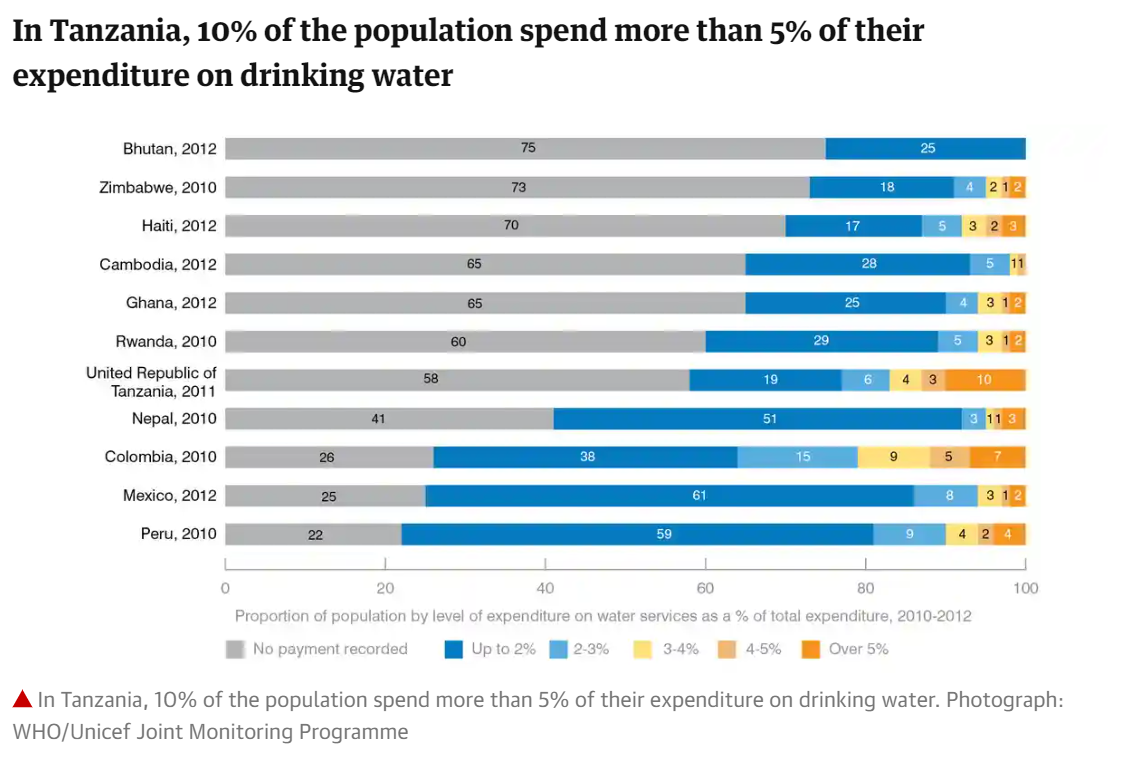 In Tanzania, 10% of the population spend more than 5% of their
expenditure on drinking water
Bhutan, 2012 75 25
Zimbabwe, 2010 73 18 4 2 1 2
Haiti, 2012 70 17 5 3 2 3
Cambodia, 2012 65 28 5 1 1
Ghana, 2012 65 25 4 3 1 2
Rwanda, 2010 60 29 5 3 1 2
United Republic of
Tanzania, 2011 58 19 6 4 3 10
Nepal, 2010 41 51 3 1 1 3
Colombia, 2010 26 38 15 9 5 7
Mexico, 2012 25 61 8 3 1 2
Peru, 2010 22 59 9 4 2 4
0 20 40 60 80 100
Proportion of population by level of expenditure on water services as a % of total expenditure, 2010-2012
No payment recorded Up to 2% 2-3% 3-4% 4-5% Over 5%
In Tanzania, 10% of the population spend more than 5% of their expenditure on drinking water. Photograph:
WHO/Unicef Joint Monitoring Programme